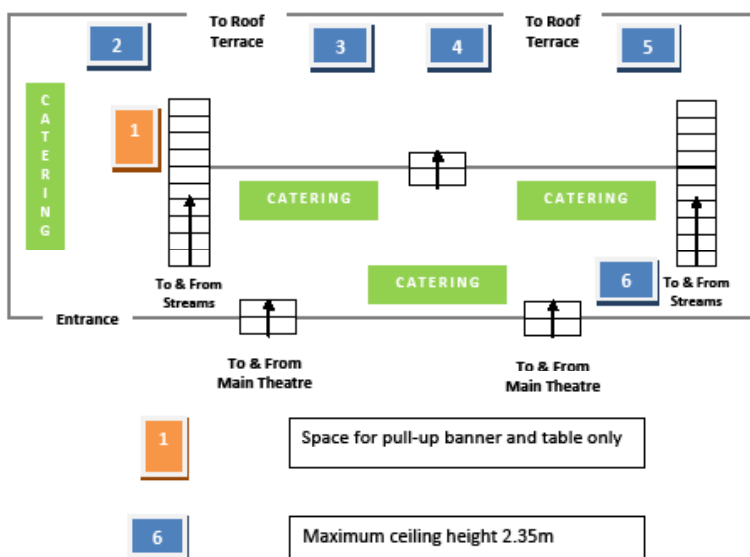 To Roof
Terrace
To Roof
Terrace
2
3
4
5
CATERING
1
CATERING
CATERING
CATERING
6
To & From
Streams
To & From
Streams
Entrance
To & From
Main Theatre
To & From
Main Theatre
1
Space for pull-up banner and table only
6
Maximum ceiling height 2.35m